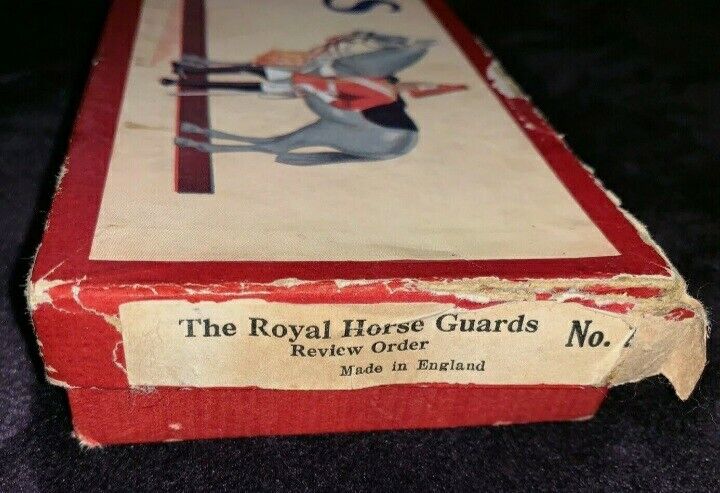 S
The Royal Horse Guards No.
Review Order
Made in England